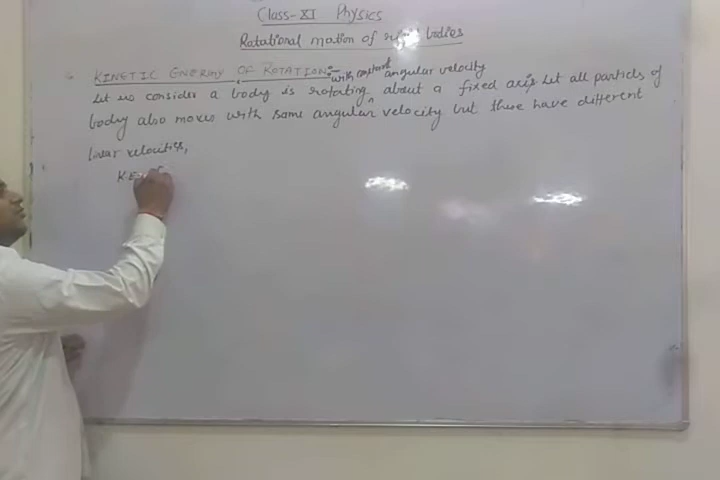 Class-XI Physics
Rotational motion of rigid bodies
KINETIC ENERGY OF ROTATION:- with constant angular velocity
Let us consider a body is rotating about a fixed axis Let all particles of
body also moves with same angular velocity but there have different
linear velocities,
K.E. of